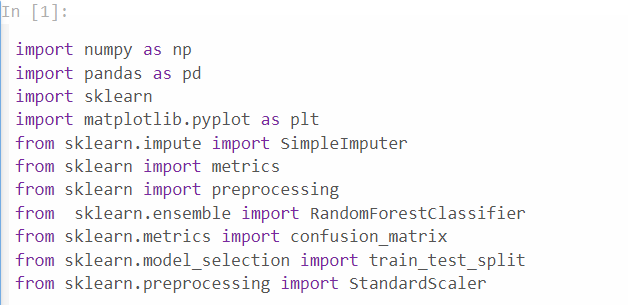 In [1]:
import numpy as np
import pandas as pd
import sklearn
import matplotlib.pyplot as plt
from sklearn.impute import SimpleImputer
from sklearn import metrics
from sklearn import preprocessing
from  sklearn.ensemble import RandomForestClassifier
from sklearn.metrics import confusion_matrix
from sklearn.model_selection import train_test_split
from sklearn.preprocessing import StandardScaler